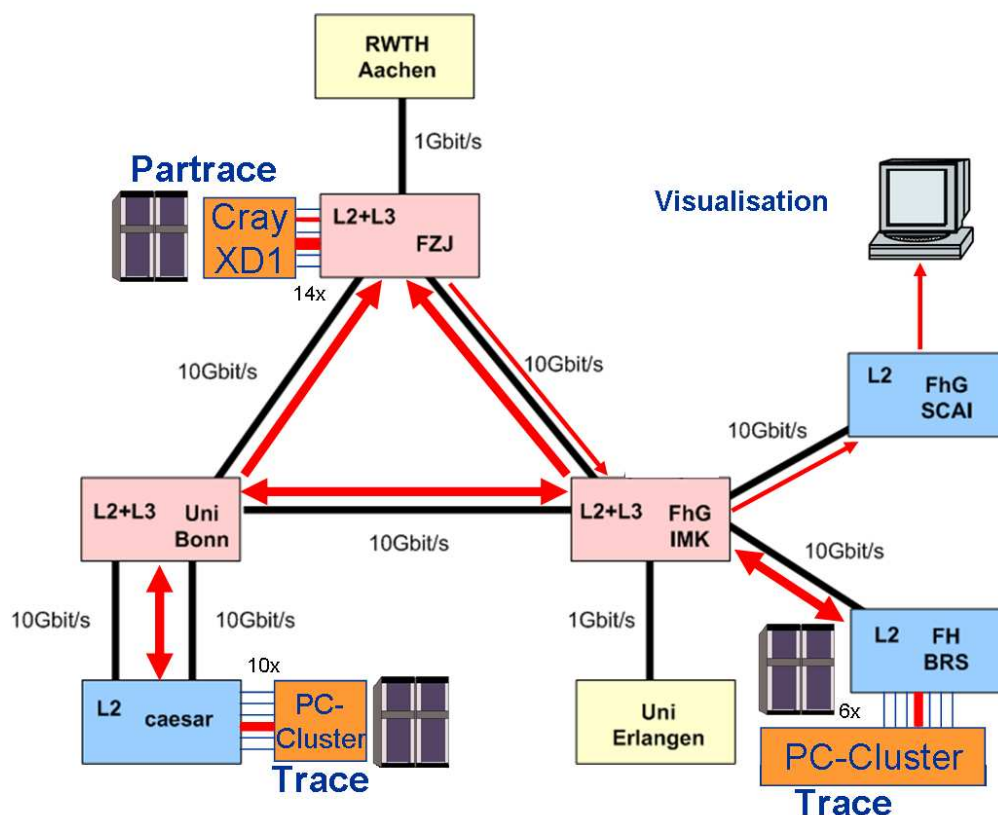 RWTH
Aachen
1Gbit/s
Partrace
Visualisation
Cray
XD1
L2+L3
FZJ
14x
10Gbit/s
10Gbit/s
L2
FhG
SCAI
10Gbit/s
L2+L3
Uni
Bonn
L2+L3
FhG
IMK
10Gbit/s
10Gbit/s
10Gbit/s
10Gbit/s
1Gbit/s
L2
FH
BRS
10x
6x
L2
caesar
PC-
Cluster
Trace
Uni
Erlangen
PC-Cluster
Trace